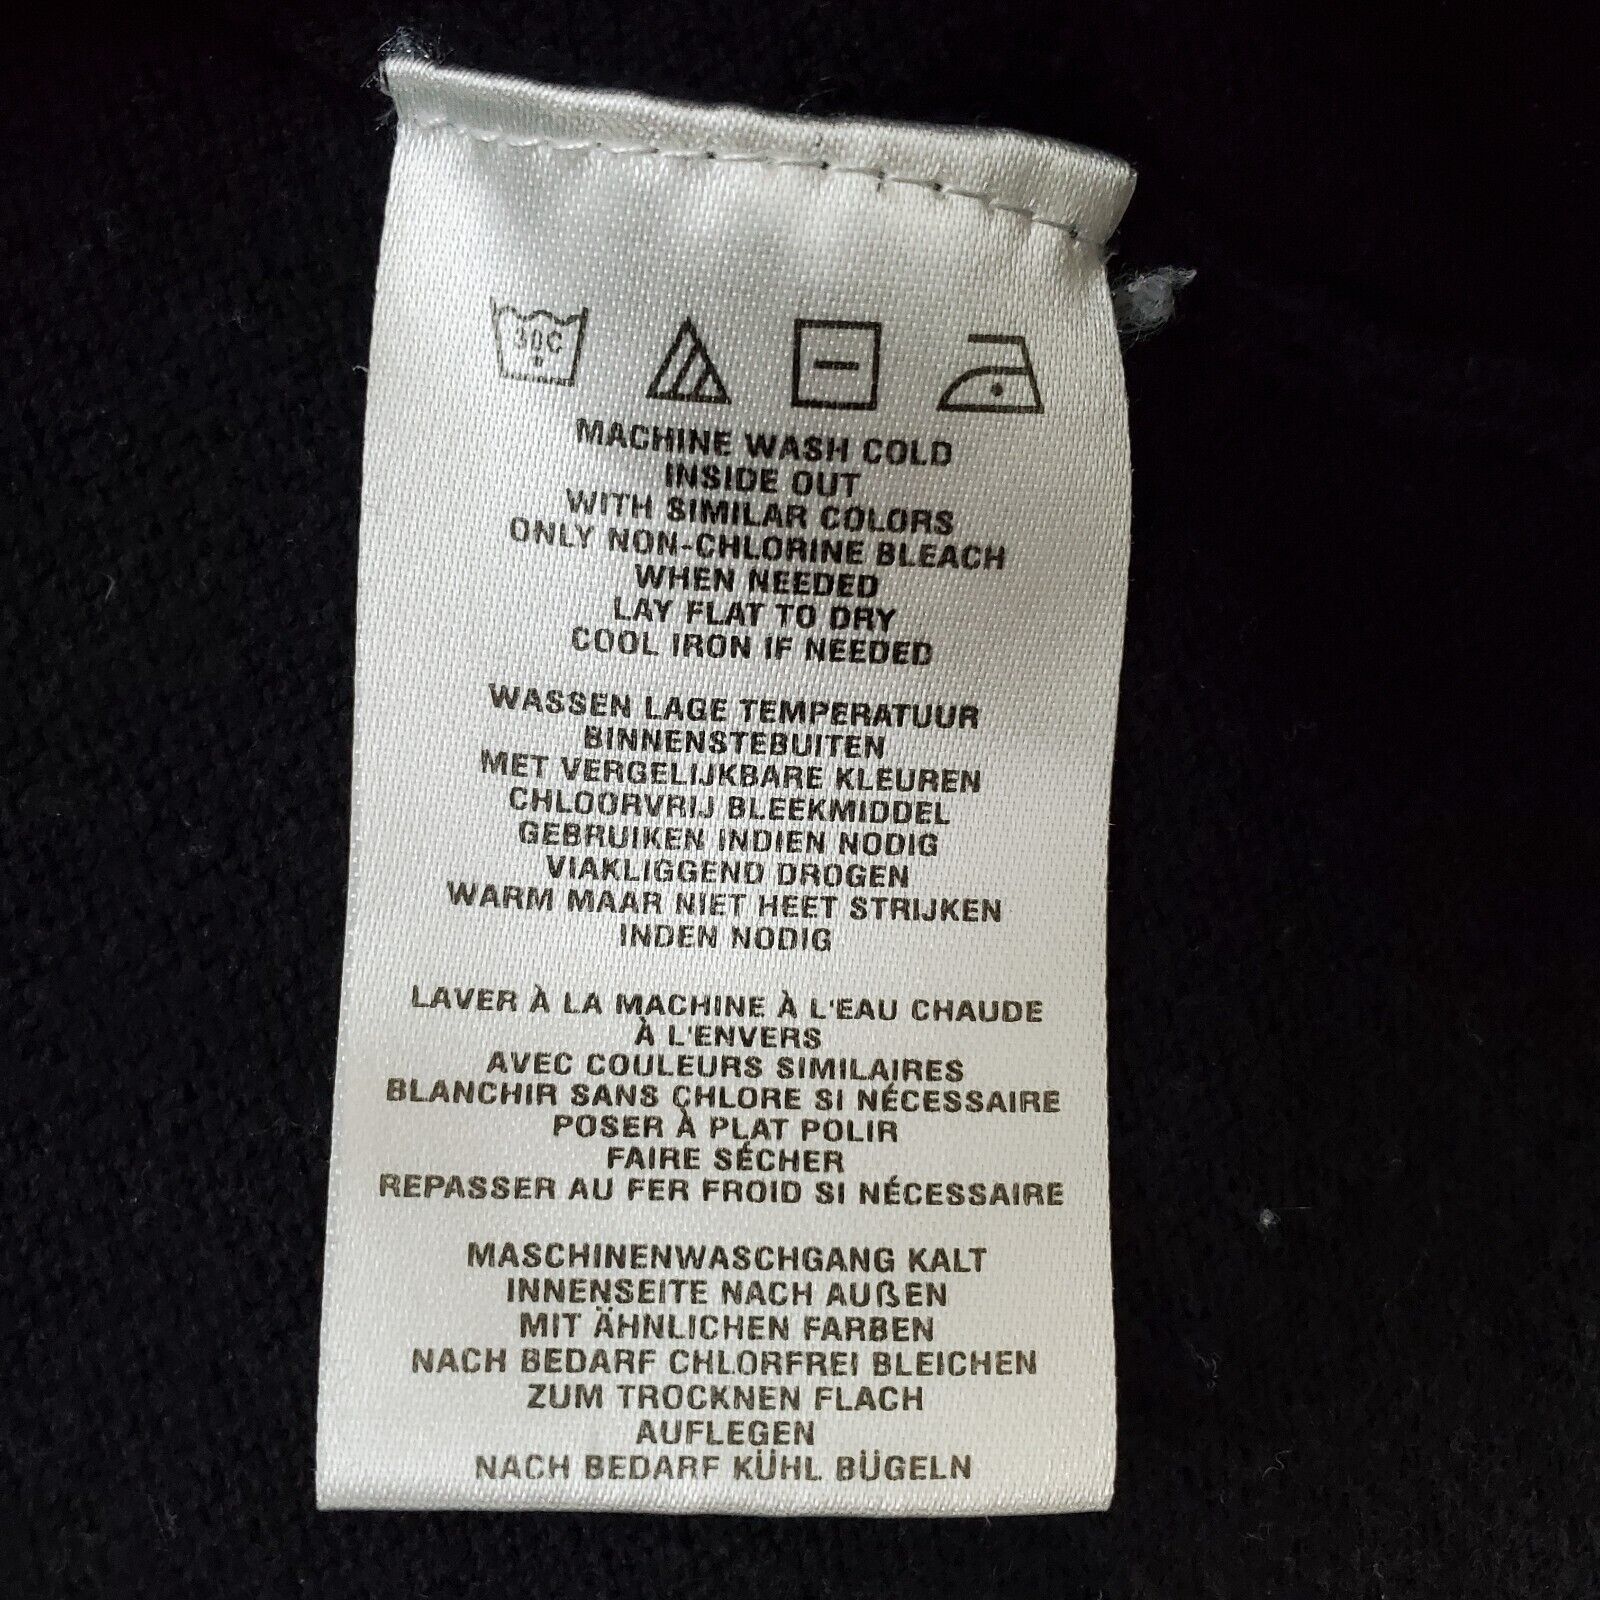 30C
MACHINE WASH COLD
INSIDE OUT
WITH SIMILAR COLORS
ONLY NON-CHLORINE BLEACH
WHEN NEEDED
LAY FLAT TO DRY
COOL IRON IF NEEDED
WASSEN LAGE TEMPERATUUR
BINNENSTEBUITEN
MET VERGELIJKBARE KLEUREN
CHLOORVRIJ BLEEKMIDDEL
GEBRUIKEN INDIEN NODIG
VIAKLIGGEND DROGEN
WARM MAAR NIET HEET STRIJKEN
INDEN NODIG
LAVER À LA MACHINE À L'EAU CHAUDE
À L'ENVERS
AVEC COULEURS SIMILAIRES
BLANCHIR SANS CHLORE SI NÉCESSAIRE
POSER À PLAT POLIR
FAIRE SÉCHER
REPASSER AU FER FROID SI NÉCESSAIRE
MASCHINENWASCHGANG KALT
INNENSEITE NACH AUßEN
MIT ÄHNLICHEN FARBEN
NACH BEDARF CHLORFREI BLEICHEN
ZUM TROCKNEN FLACH
AUFLEGEN
NACH BEDARF KÜHL BÜGELN